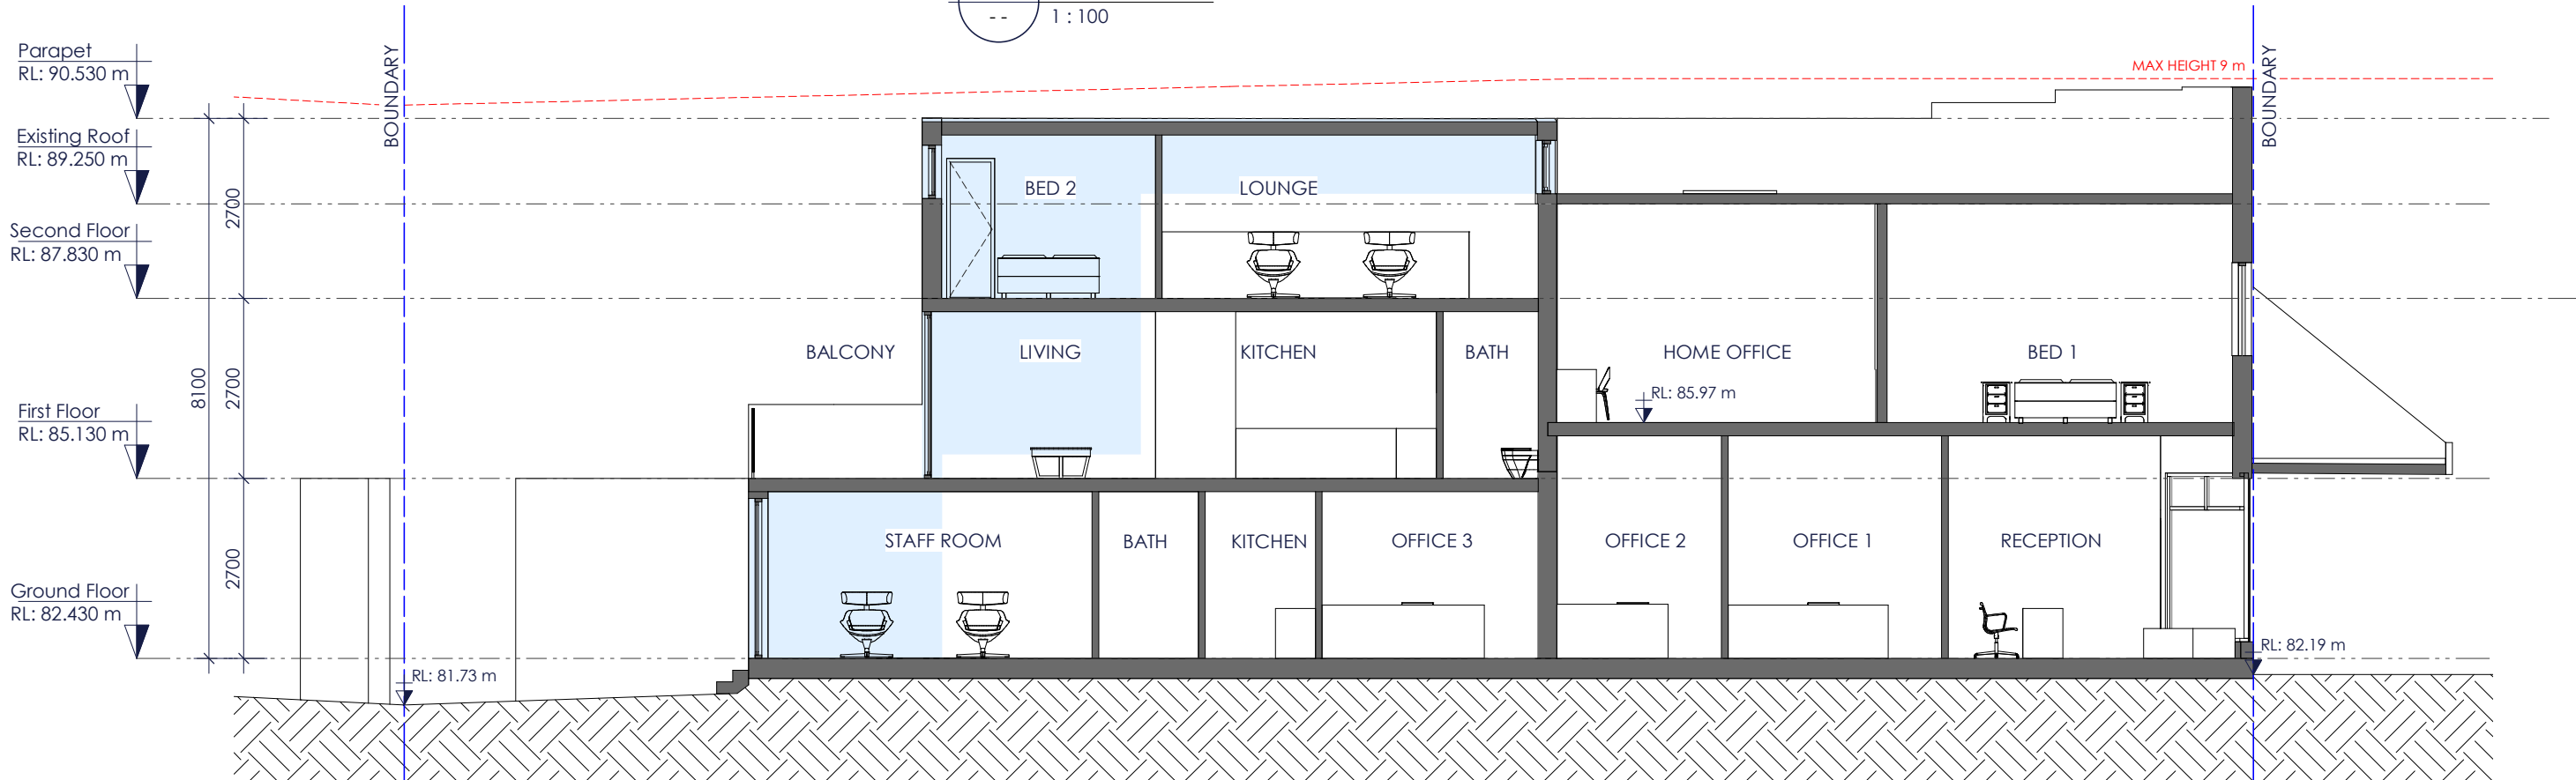 - -
1 : 100
Parapet
RL: 90.530 m
BOUNDARY
BOUNDARY
MAX HEIGHT 9 m
Existing Roof
RL: 89.250 m
2700
BED 2
LOUNGE
Second Floor
RL: 87.830 m
8100
2700
BALCONY
LIVING
KITCHEN
BATH
HOME OFFICE
BED 1
RL: 85.97 m
First Floor
RL: 85.130 m
2700
STAFF ROOM
BATH
KITCHEN
OFFICE 3
OFFICE 2
OFFICE 1
RECEPTION
Ground Floor
RL: 82.430 m
RL: 81.73 m
RL: 82.19 m